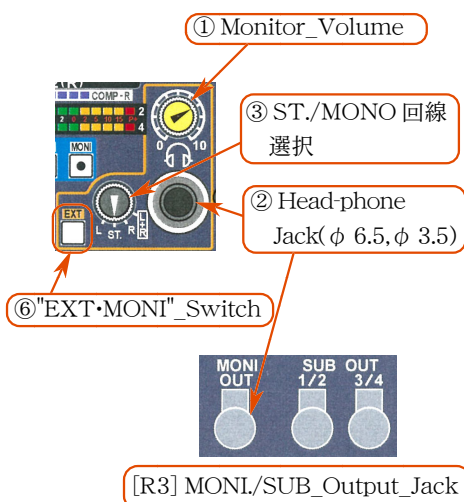 ① Monitor_Volume
COMP-R
2
2 0 3 5 10 15 P+
4
MONI
0 10
③ ST./MONO 回線
選択
EXT
L ST. R L+R
② Head-phone
Jack(φ 6.5,φ 3.5)
⑥"EXT•MONI"_Switch
MONI
OUT
SUB OUT
1/2 3/4
[R3] MONI./SUB_Output_Jack